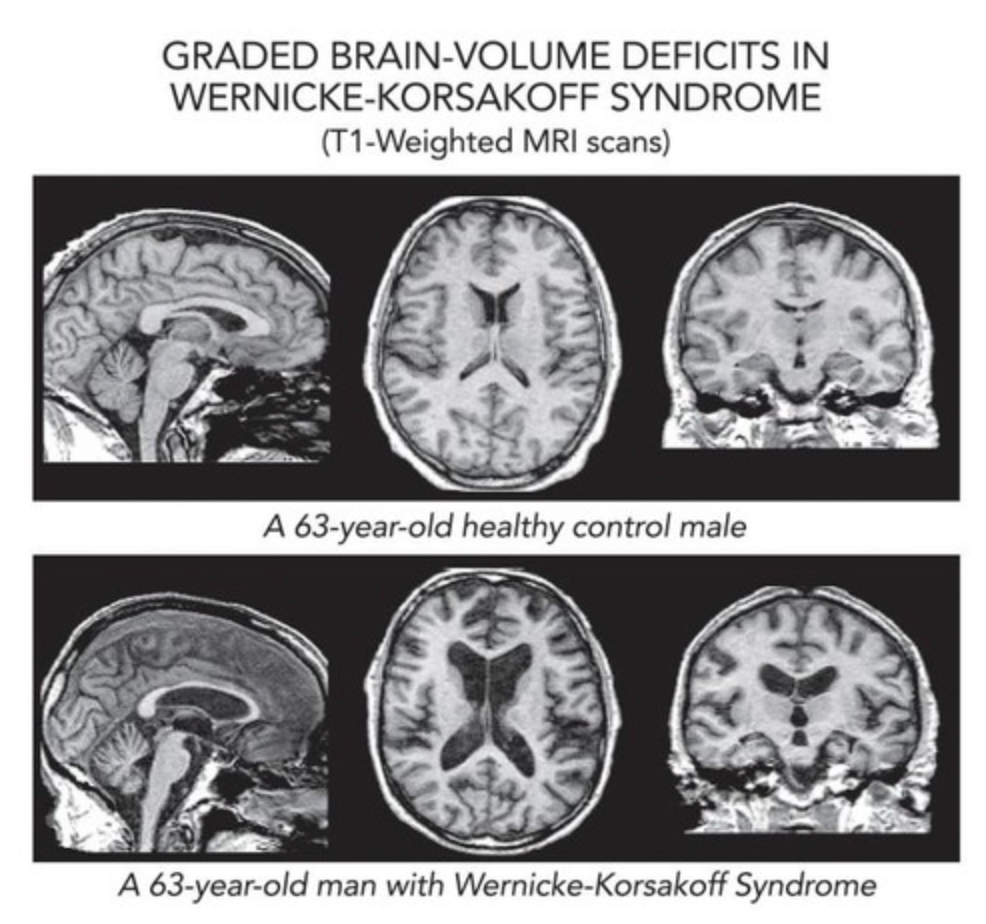 GRADED BRAIN-VOLUME DEFICITS IN
WERNICKE-KORSAKOFF SYNDROME
(T1-Weighted MRI scans)
A 63-year-old healthy control male
A 63-year-old man with Wernicke-Korsakoff Syndrome